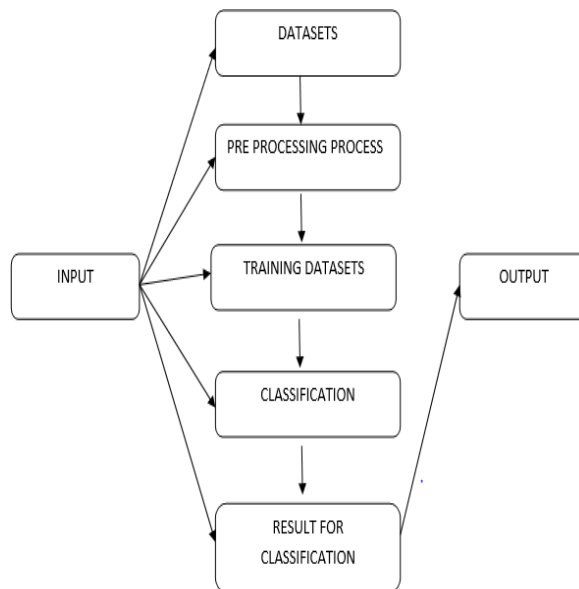 DATASETS
PRE PROCESSING PROCESS
INPUT
TRAINING DATASETS
OUTPUT
CLASSIFICATION
RESULT FOR
CLASSIFICATION